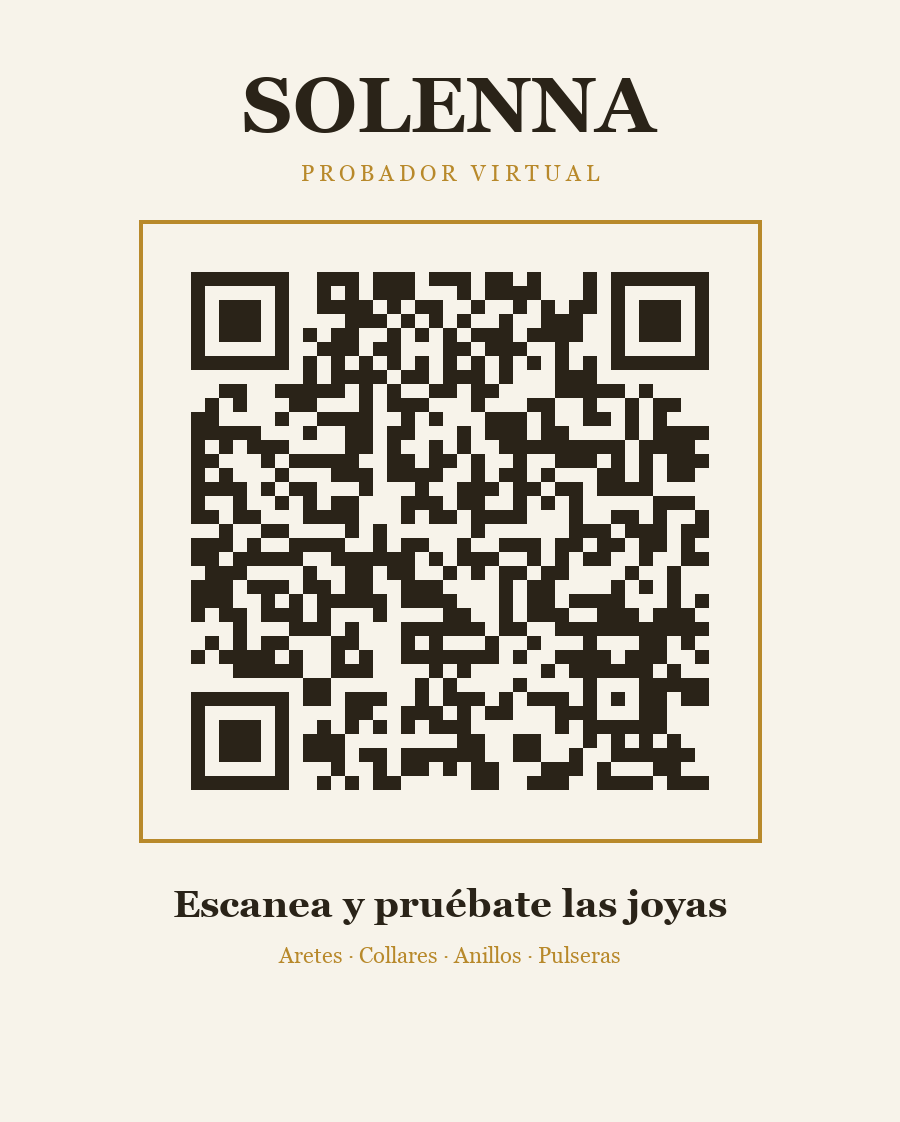 SOLENNA
PROBADOR VIRTUAL
Escanea y pruébate las joyas
Aretes · Collares · Anillos · Pulseras